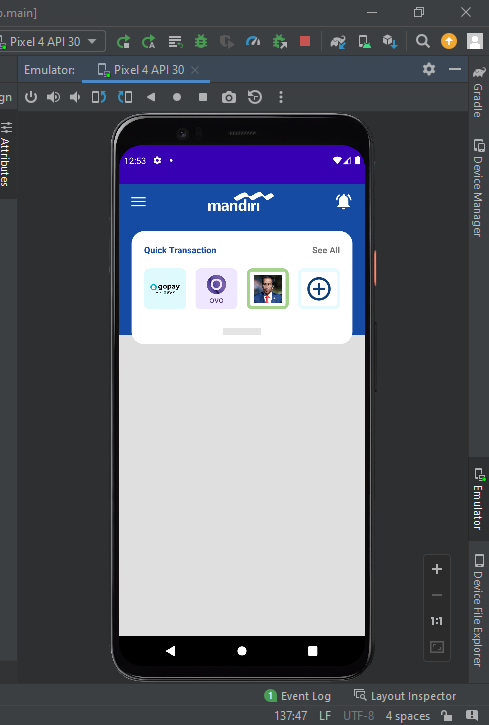 o.main]
Pixel 4 API 30
Emulator:
Pixel 4 API 30
gn
Attributes
Gradle
Device Manager
12:53
mandiri
Quick Transaction
See All
gopay
OVO
Emulator
1:1
Device File Explorer
1 Event Log
Layout Inspector
137:47 LF UTF-8 4 spaces